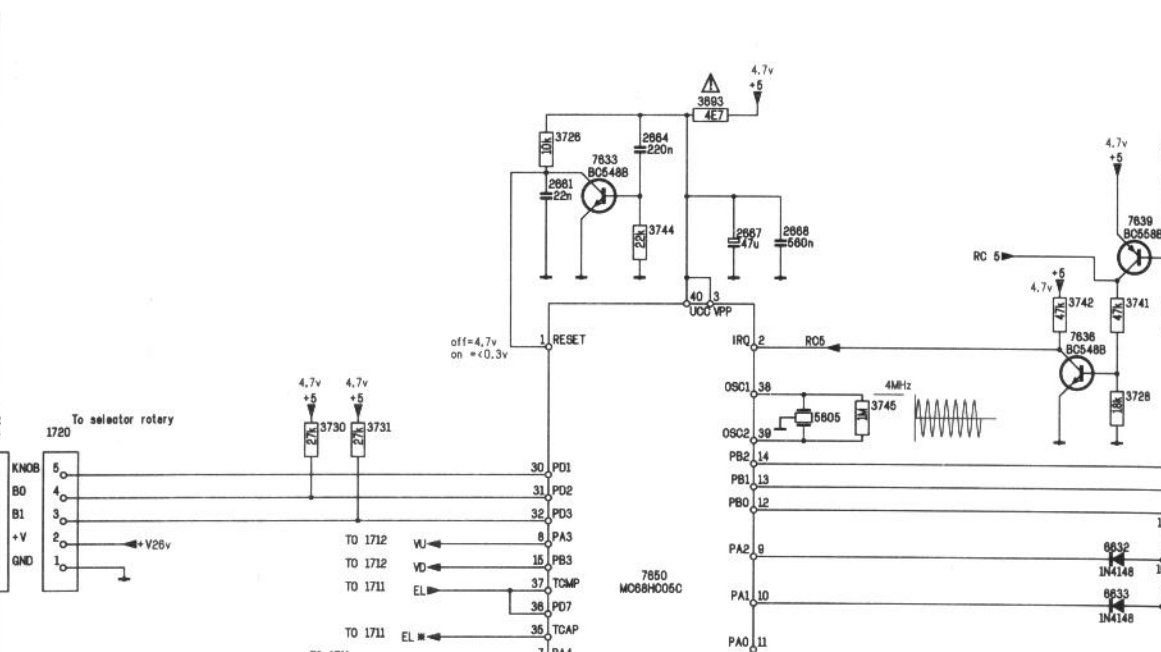 4.7v
+5
3693
4E7
3726
10k
2664
220n
7633
BC548B
2661
22n
3744
22k
2667
47u
2668
560n
4.7v
+5
7639
BC558B
RC 5
+5
4.7v
3742
47k
3741
47k
7636
BC548B
3728
18k
40 3
UCC VPP
off=4,7v
on =<0.3v
1 RESET
IRQ 2
RC5
OSC1 38
4MHz
5605
3745
1M
OSC2 39
4.7v 4.7v
+5 +5
3730 3731
27k 27k
To selector rotery
1720
KNOB 5 30 PD1
B0 4 31 PD2
B1 3 32 PD3
+V 2 +V26v
GND 1
PB2 14
PB1 13
PB0 12
TO 1712 VU 8 PA3
TO 1712 VD 15 PB3
TO 1711 EL 37 TCMP
36 PD7
TO 1711 EL * 35 TCAP
7 PA4
7650
MC68HC05C
PA2 9
6632
1N4148
PA1 10
6633
1N4148
PA0 11